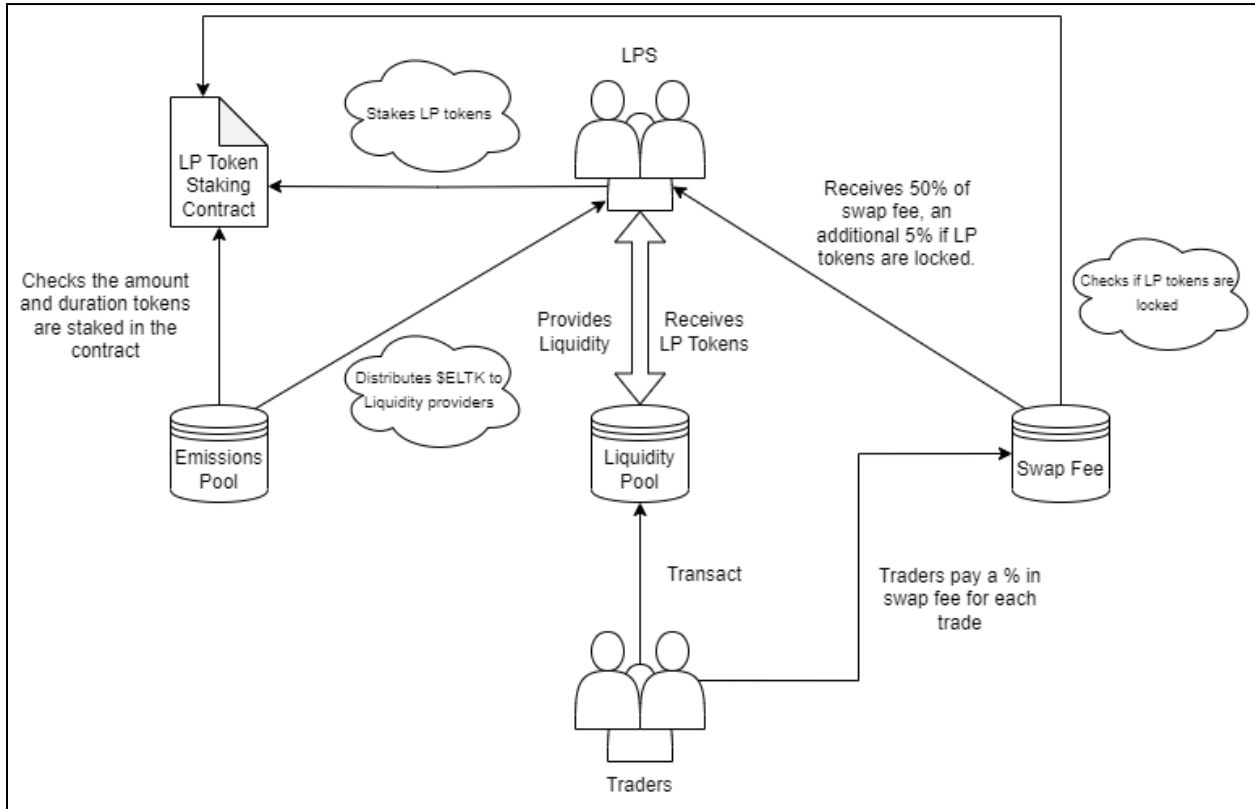 LPS
Stakes LP tokens
LP Token
Staking
Contract
Receives 50% of
swap fee, an
additional 5% if LP
tokens are locked.
Checks if LP tokens are
locked
Checks the amount
and duration tokens
are staked in the
contract
Provides
Liquidity
Receives
LP Tokens
Distributes $ELTK to
Liquidity providers
Emissions
Pool
Liquidity
Pool
Swap Fee
Transact
Traders pay a % in
swap fee for each
trade
Traders